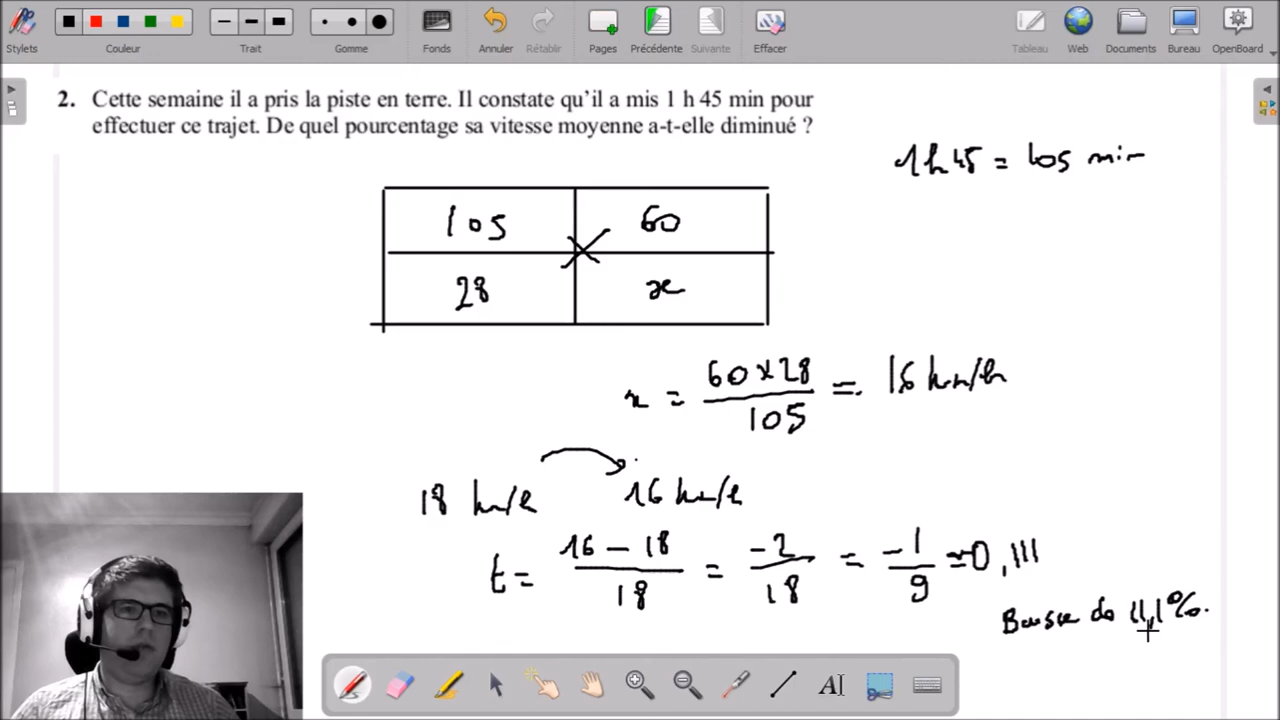 Stylets Couleur Trait Gomme Fonds Annuler Rétablir Pages Précédente Suivante Effacer Tableau Web Documents Bureau OpenBoard
2. Cette semaine il a pris la piste en terre. Il constate qu'il a mis 1 h 45 min pour
effectuer ce trajet. De quel pourcentage sa vitesse moyenne a-t-elle diminué ?
1h45 = 105 min
105 60
28 x
x = 60 x 28 / 105 = 16 km/h
18 km/h 16 km/h
t = 16 - 18 / 18 = -2 / 18 = -1 / 9 ≈ -0,111
Baisse de 11,1%.
AI